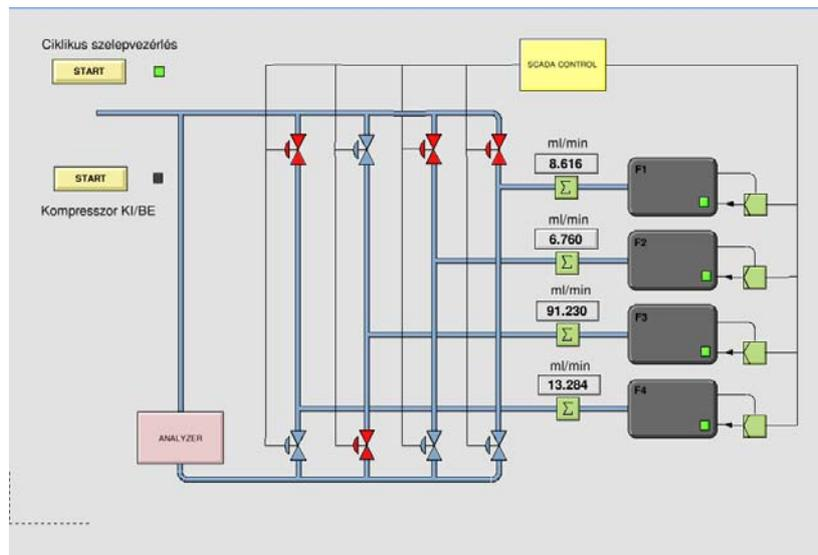 Ciklikus szelepvezérlés
START
SCADA CONTROL
START
Kompresszor KI/BE
ml/min
8.616
Σ
F1
ml/min
6.760
Σ
F2
ml/min
91.230
Σ
F3
ml/min
13.284
Σ
F4
ANALYZER